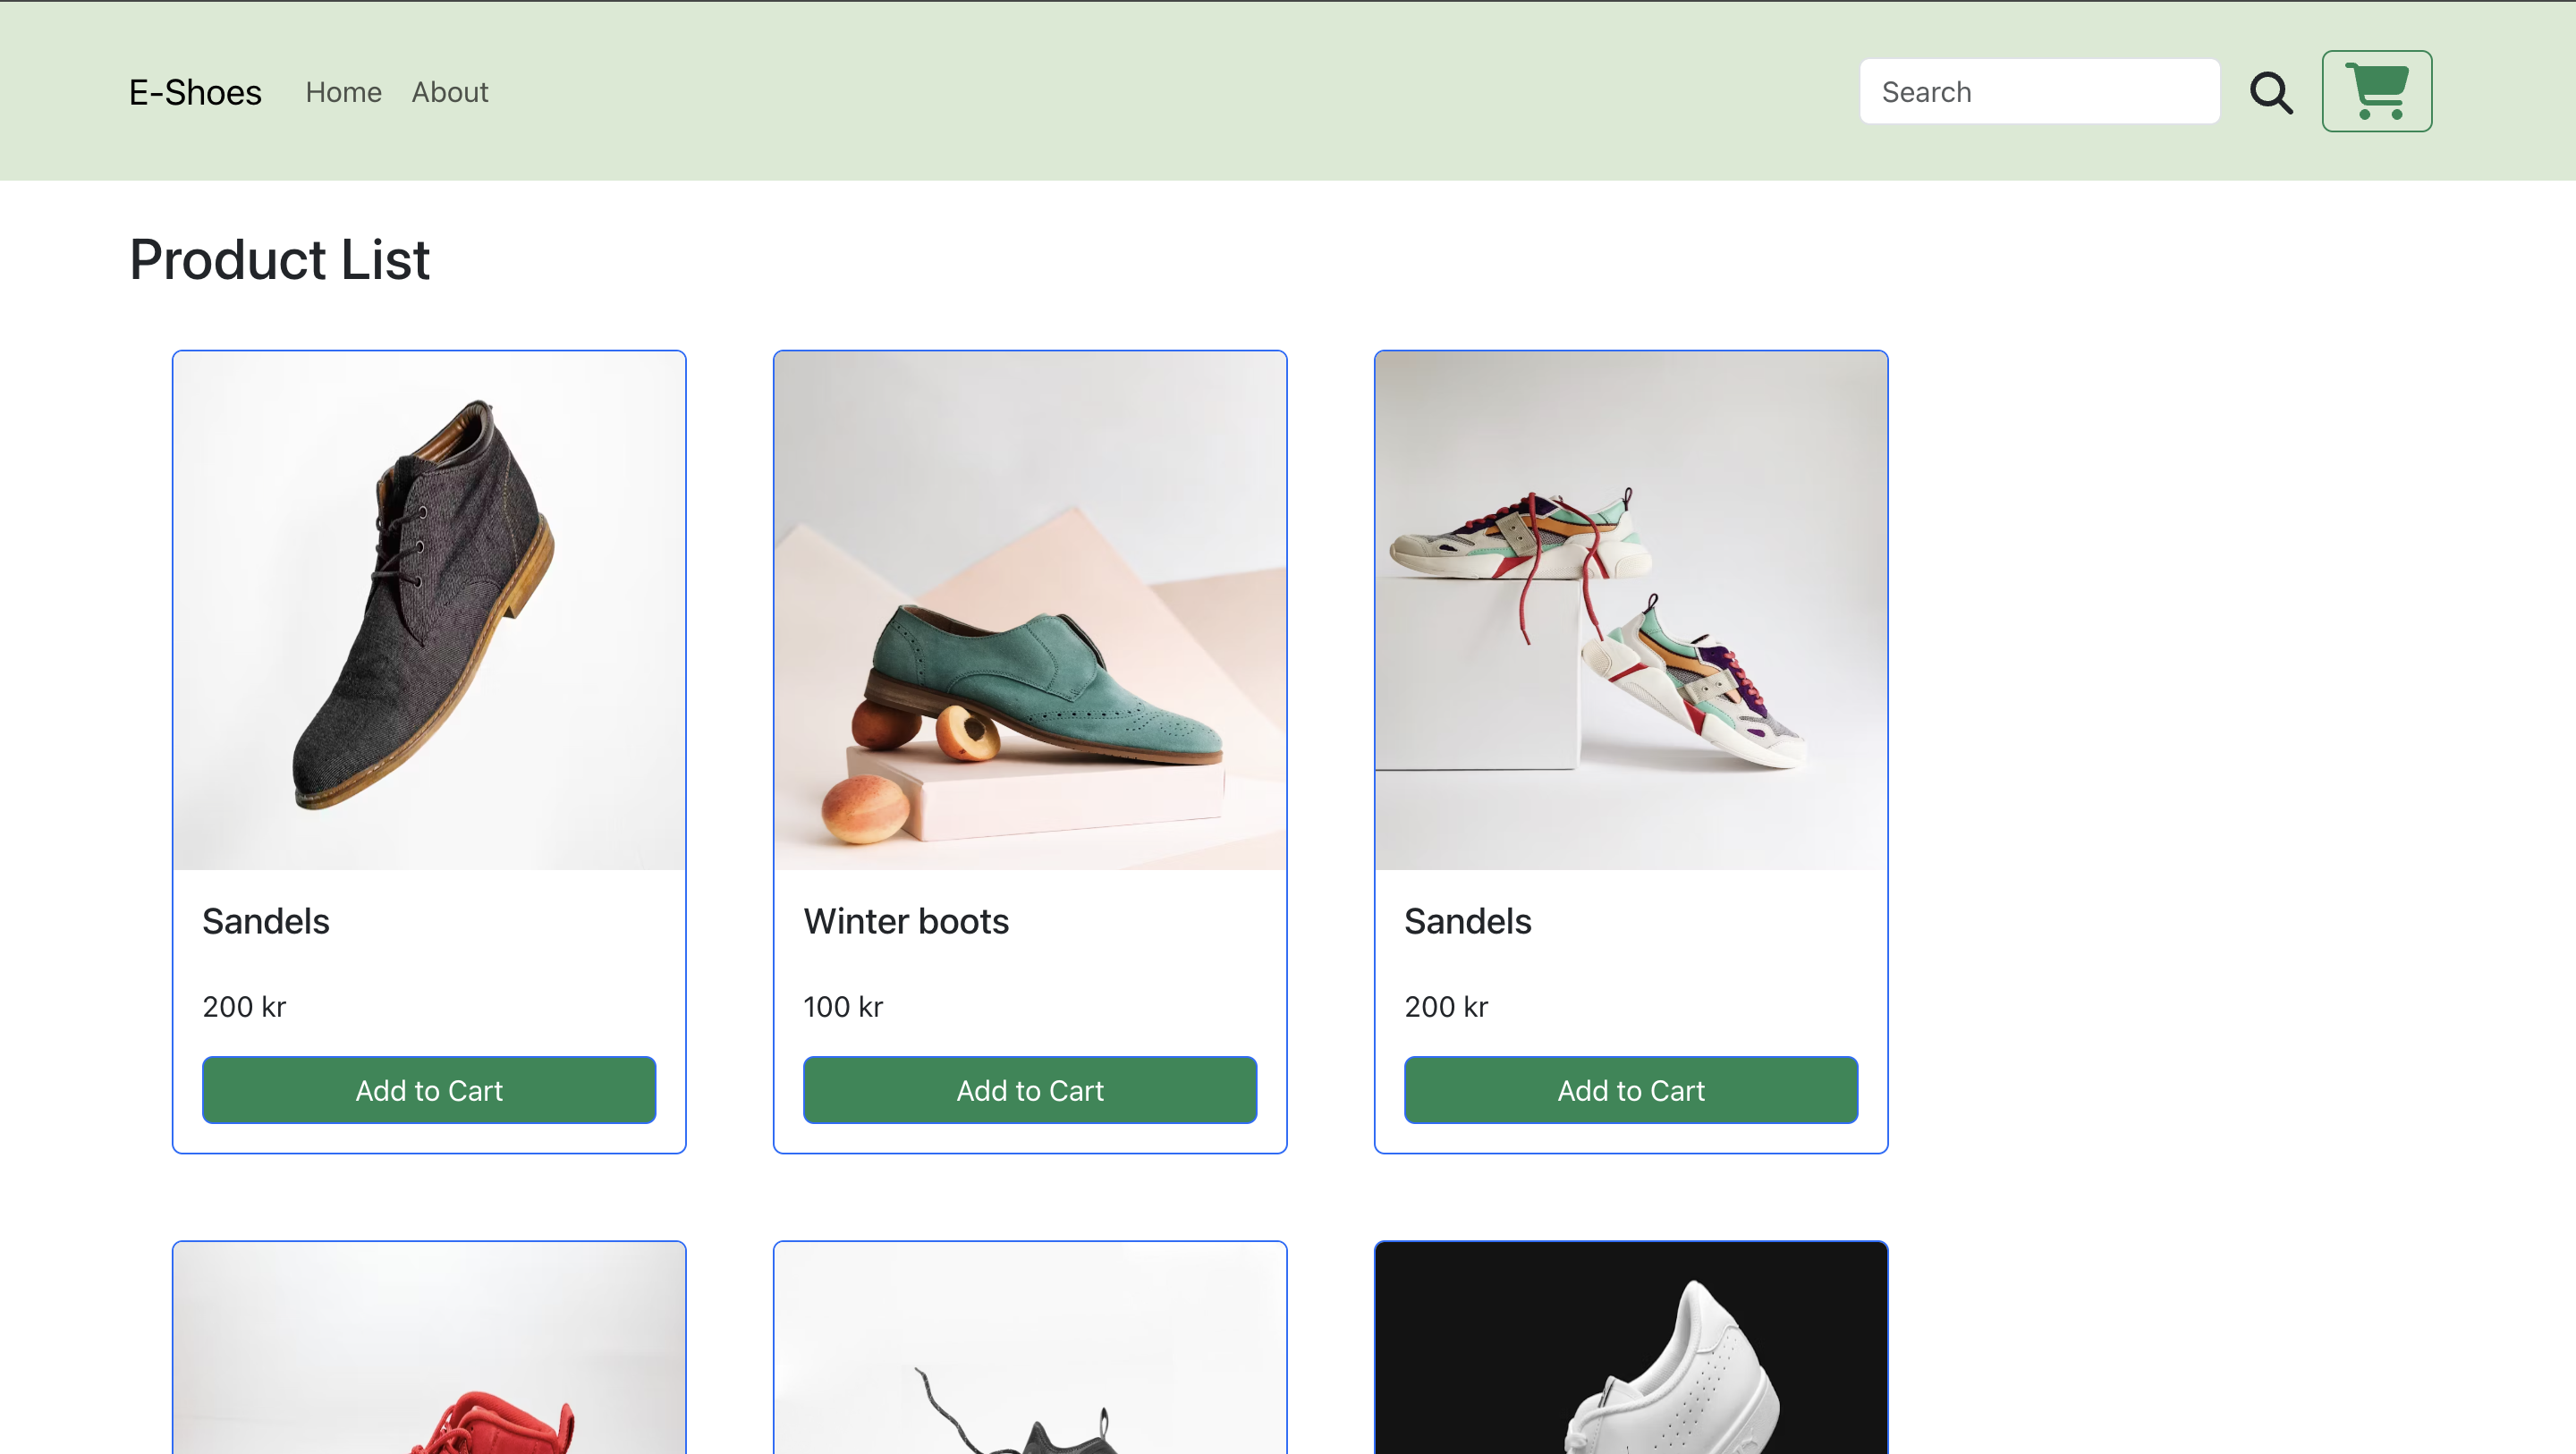 E-Shoes Home About Search
Product List
Sandels Winter boots Sandels
200 kr 100 kr 200 kr
Add to Cart Add to Cart Add to Cart